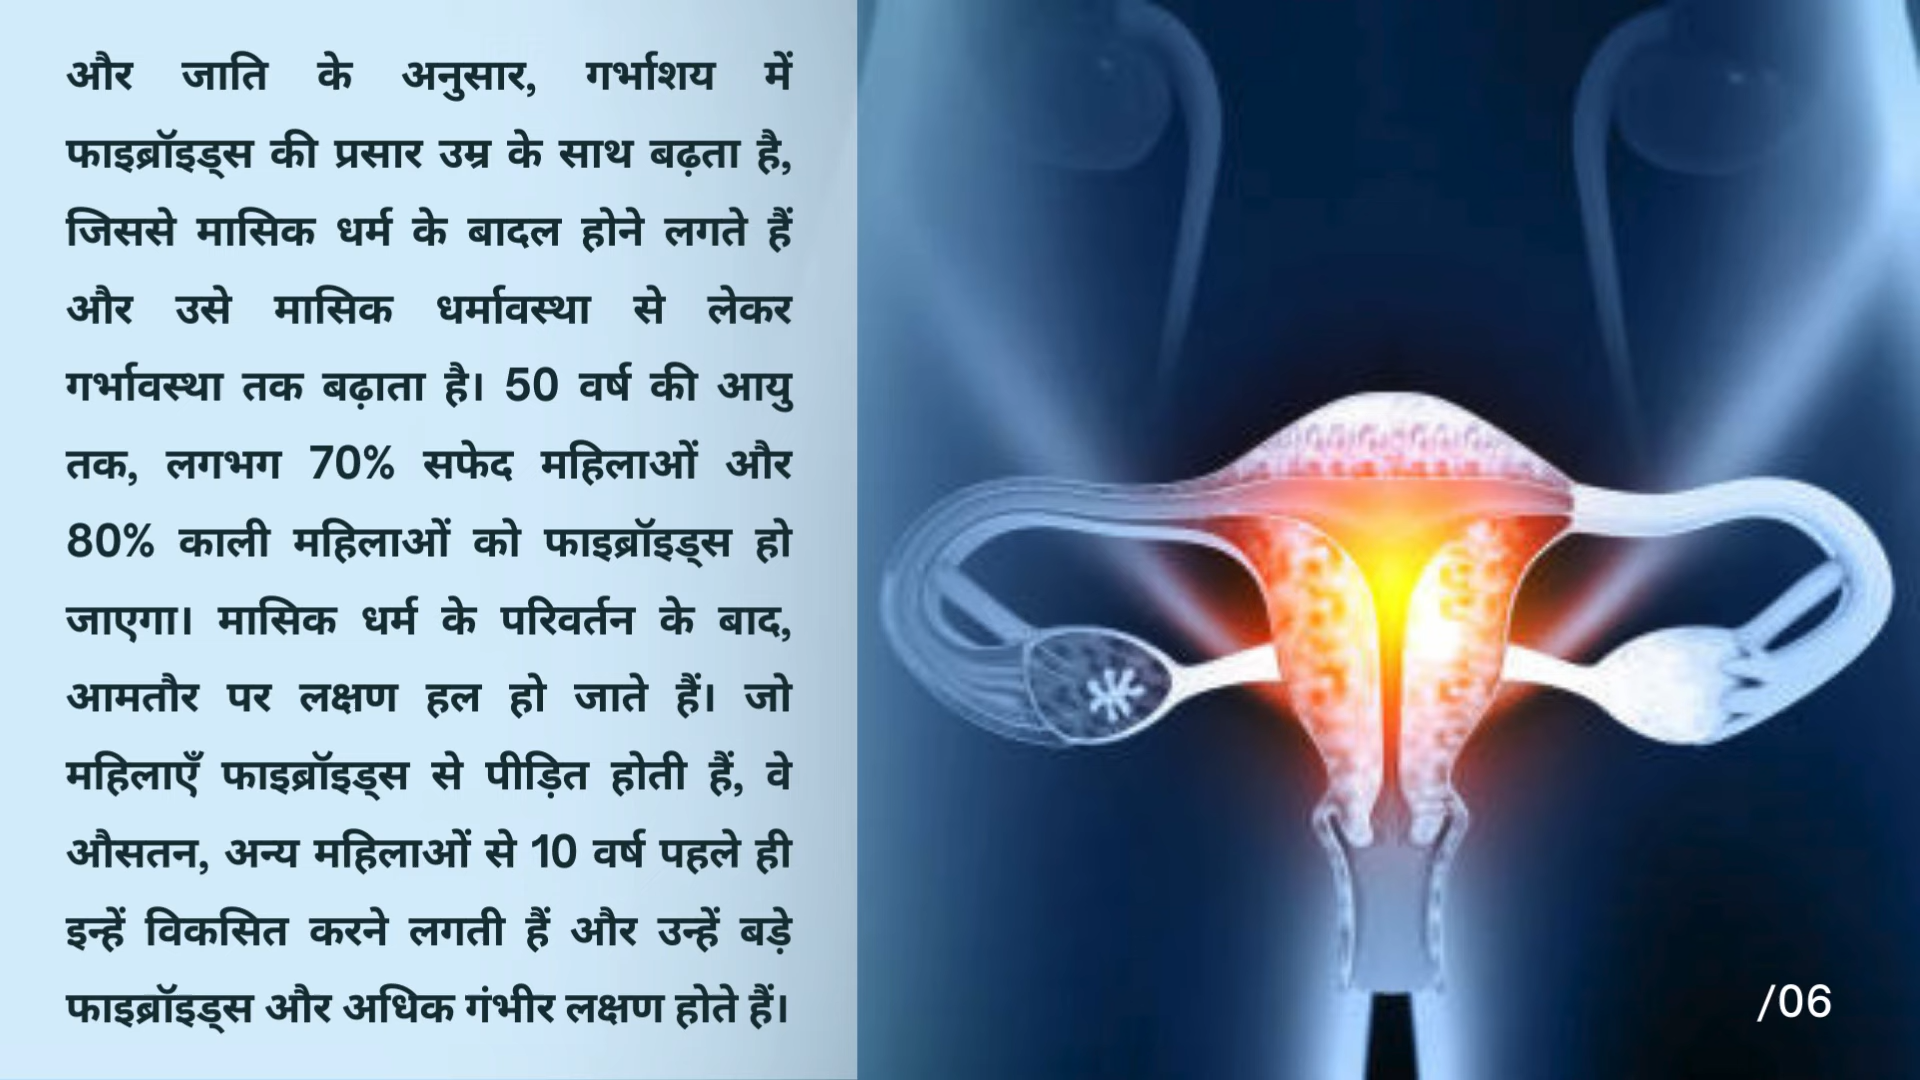 और जाति के अनुसार, गर्भाशय में
फाइब्रॉइड्स की प्रसार उम्र के साथ बढ़ता है,
जिससे मासिक धर्म के बादल होने लगते हैं
और उसे मासिक धर्मावस्था से लेकर
गर्भावस्था तक बढ़ाता है। 50 वर्ष की आयु
तक, लगभग 70% सफेद महिलाओं और
80% काली महिलाओं को फाइब्रॉइड्स हो
जाएगा। मासिक धर्म के परिवर्तन के बाद,
आमतौर पर लक्षण हल हो जाते हैं। जो
महिलाएँ फाइब्रॉइड्स से पीड़ित होती हैं, वे
औसतन, अन्य महिलाओं से 10 वर्ष पहले ही
इन्हें विकसित करने लगती हैं और उन्हें बड़े
फाइब्रॉइड्स और अधिक गंभीर लक्षण होते हैं।
/06